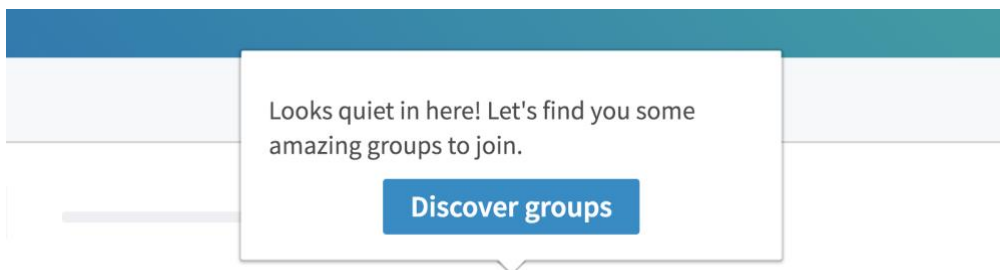 Looks quiet in here! Let's find you some
amazing groups to join.
Discover groups